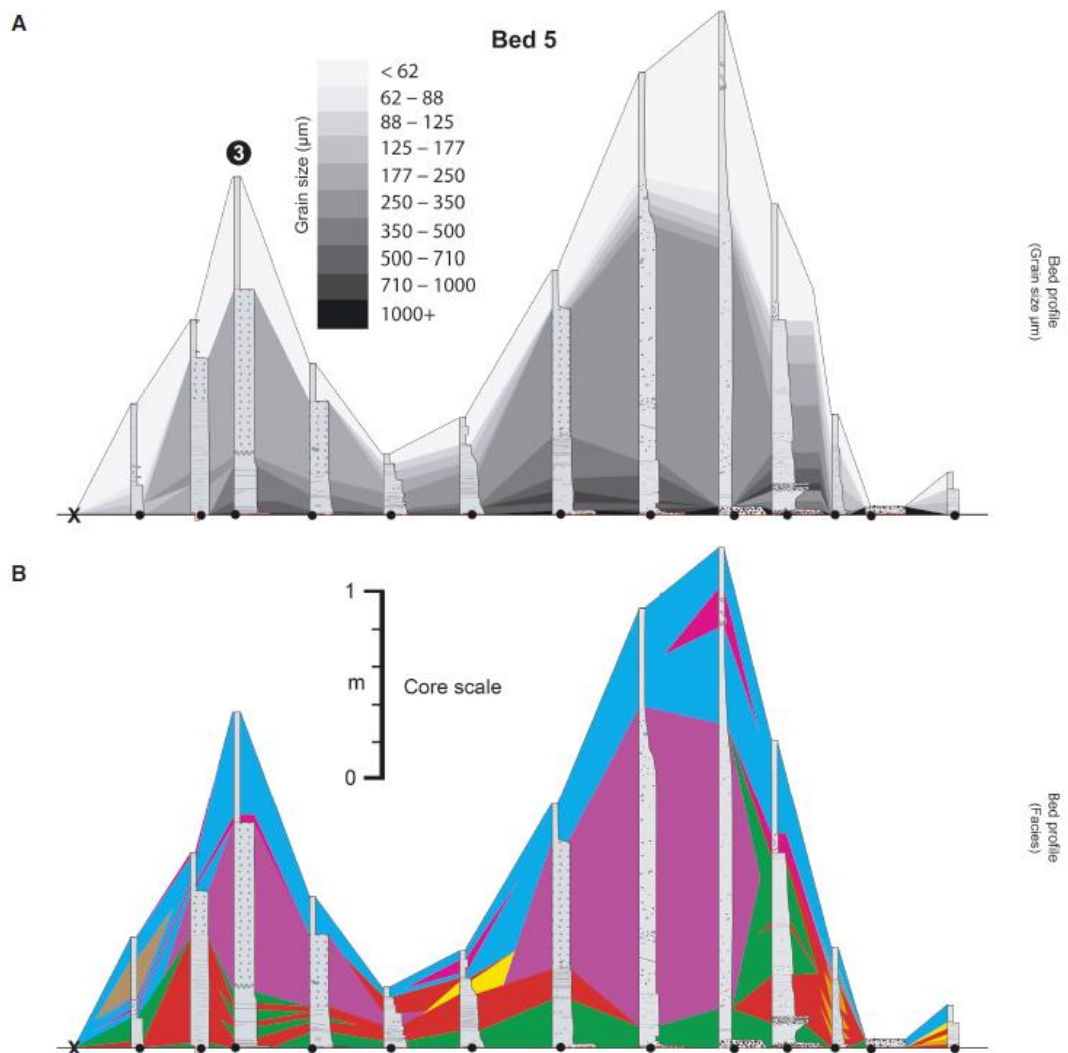 A
Bed 5
3
Grain size (µm)
< 62
62 – 88
88 – 125
125 – 177
177 – 250
250 – 350
350 – 500
500 – 710
710 – 1000
1000+
Bed profile
(Grain size µm)
X
B
1
m
0
Core scale
Bed profile
(Facies)
X